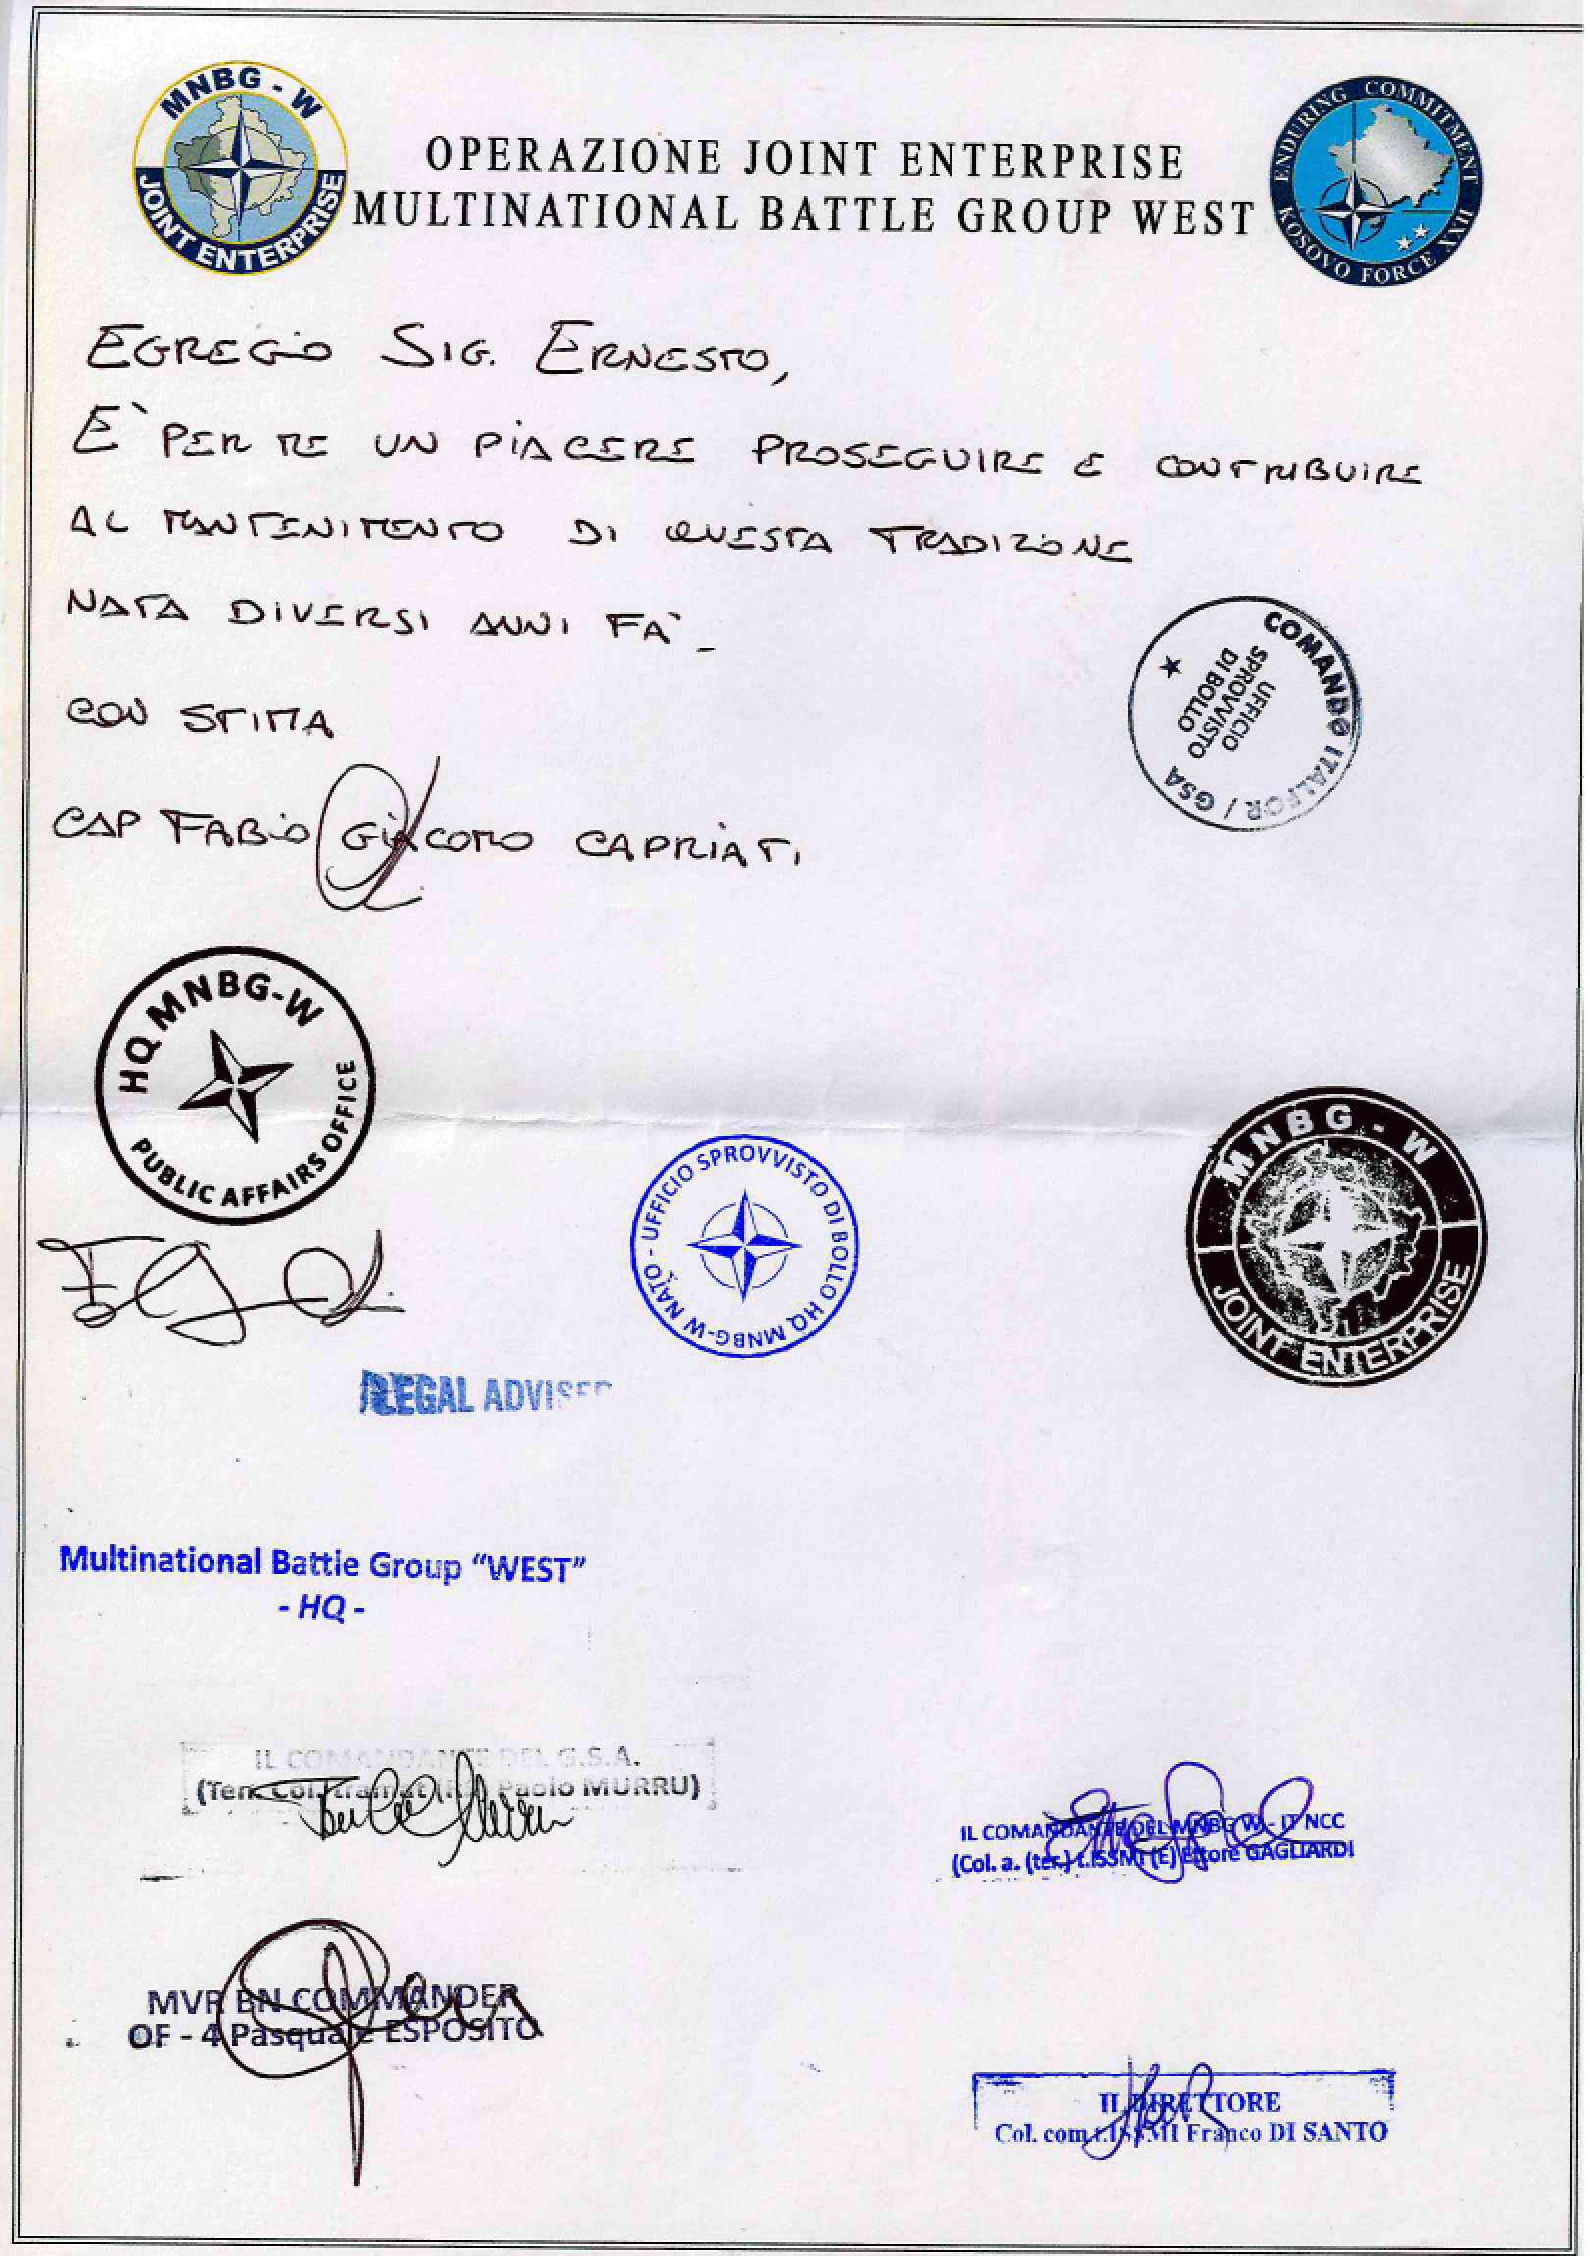 MNBG - W
JOINT ENTERPRISE
OPERAZIONE JOINT ENTERPRISE
MULTINATIONAL BATTLE GROUP WEST
ENDURING COMMITMENT
KOSOVO FORCE XXII
EGREGIO SIG. ERNESTO,
E` PER ME UN PIACERE PROSEGUIRE E CONTRIBUIRE
AL MANTENIMENTO DI QUESTA TRADIZIONE
NATA DIVERSI ANNI FA` -
CON STIMA
CAP FABIO GIACOMO CAPRIATI
COMANDO ITALFOR / GSA
UFFICIO
SPROVVISTO
DI BOLLO
HQ MNBG-W
PUBLIC AFFAIRS OFFICE
UFFICIO SPROVVISTO DI BOLLO HQ MNBG-W NATO -
MNBG - W
JOINT ENTERPRISE
LEGAL ADVISER
Multinational Battle Group “WEST”
- HQ -
IL COMANDANTE DEL G.S.A.
(Ten. Col. Paolo MURRU)
IL COMANDANTE DEL MNBG W - IT NCC
(Col. a. (ter.) t.ISSMI (E) Ettore GAGLIARDI
MVR BN COMMANDER
OF - 4 Pasquale ESPOSITO
Il DIRETTORE
Col. com t.ISSMI Franco DI SANTO